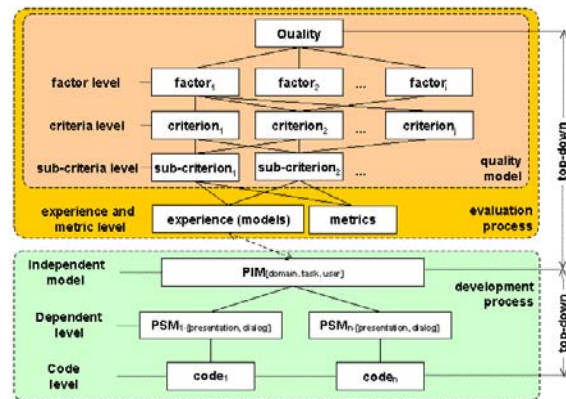 Quality
factor level factor1 factor2 ... factori
criteria level criterion1 criterion2 ... criterionj
sub-criteria level sub-criterion1 sub-criterion2 ... quality
model
experience and
metric level experience (models) metrics evaluation
process
top-down
Independent
model PIM[domain, task, user] development
process
Dependent
level PSM1-[presentation, dialog] PSMn-[presentation, dialog]
top-down
Code
level code1 coden